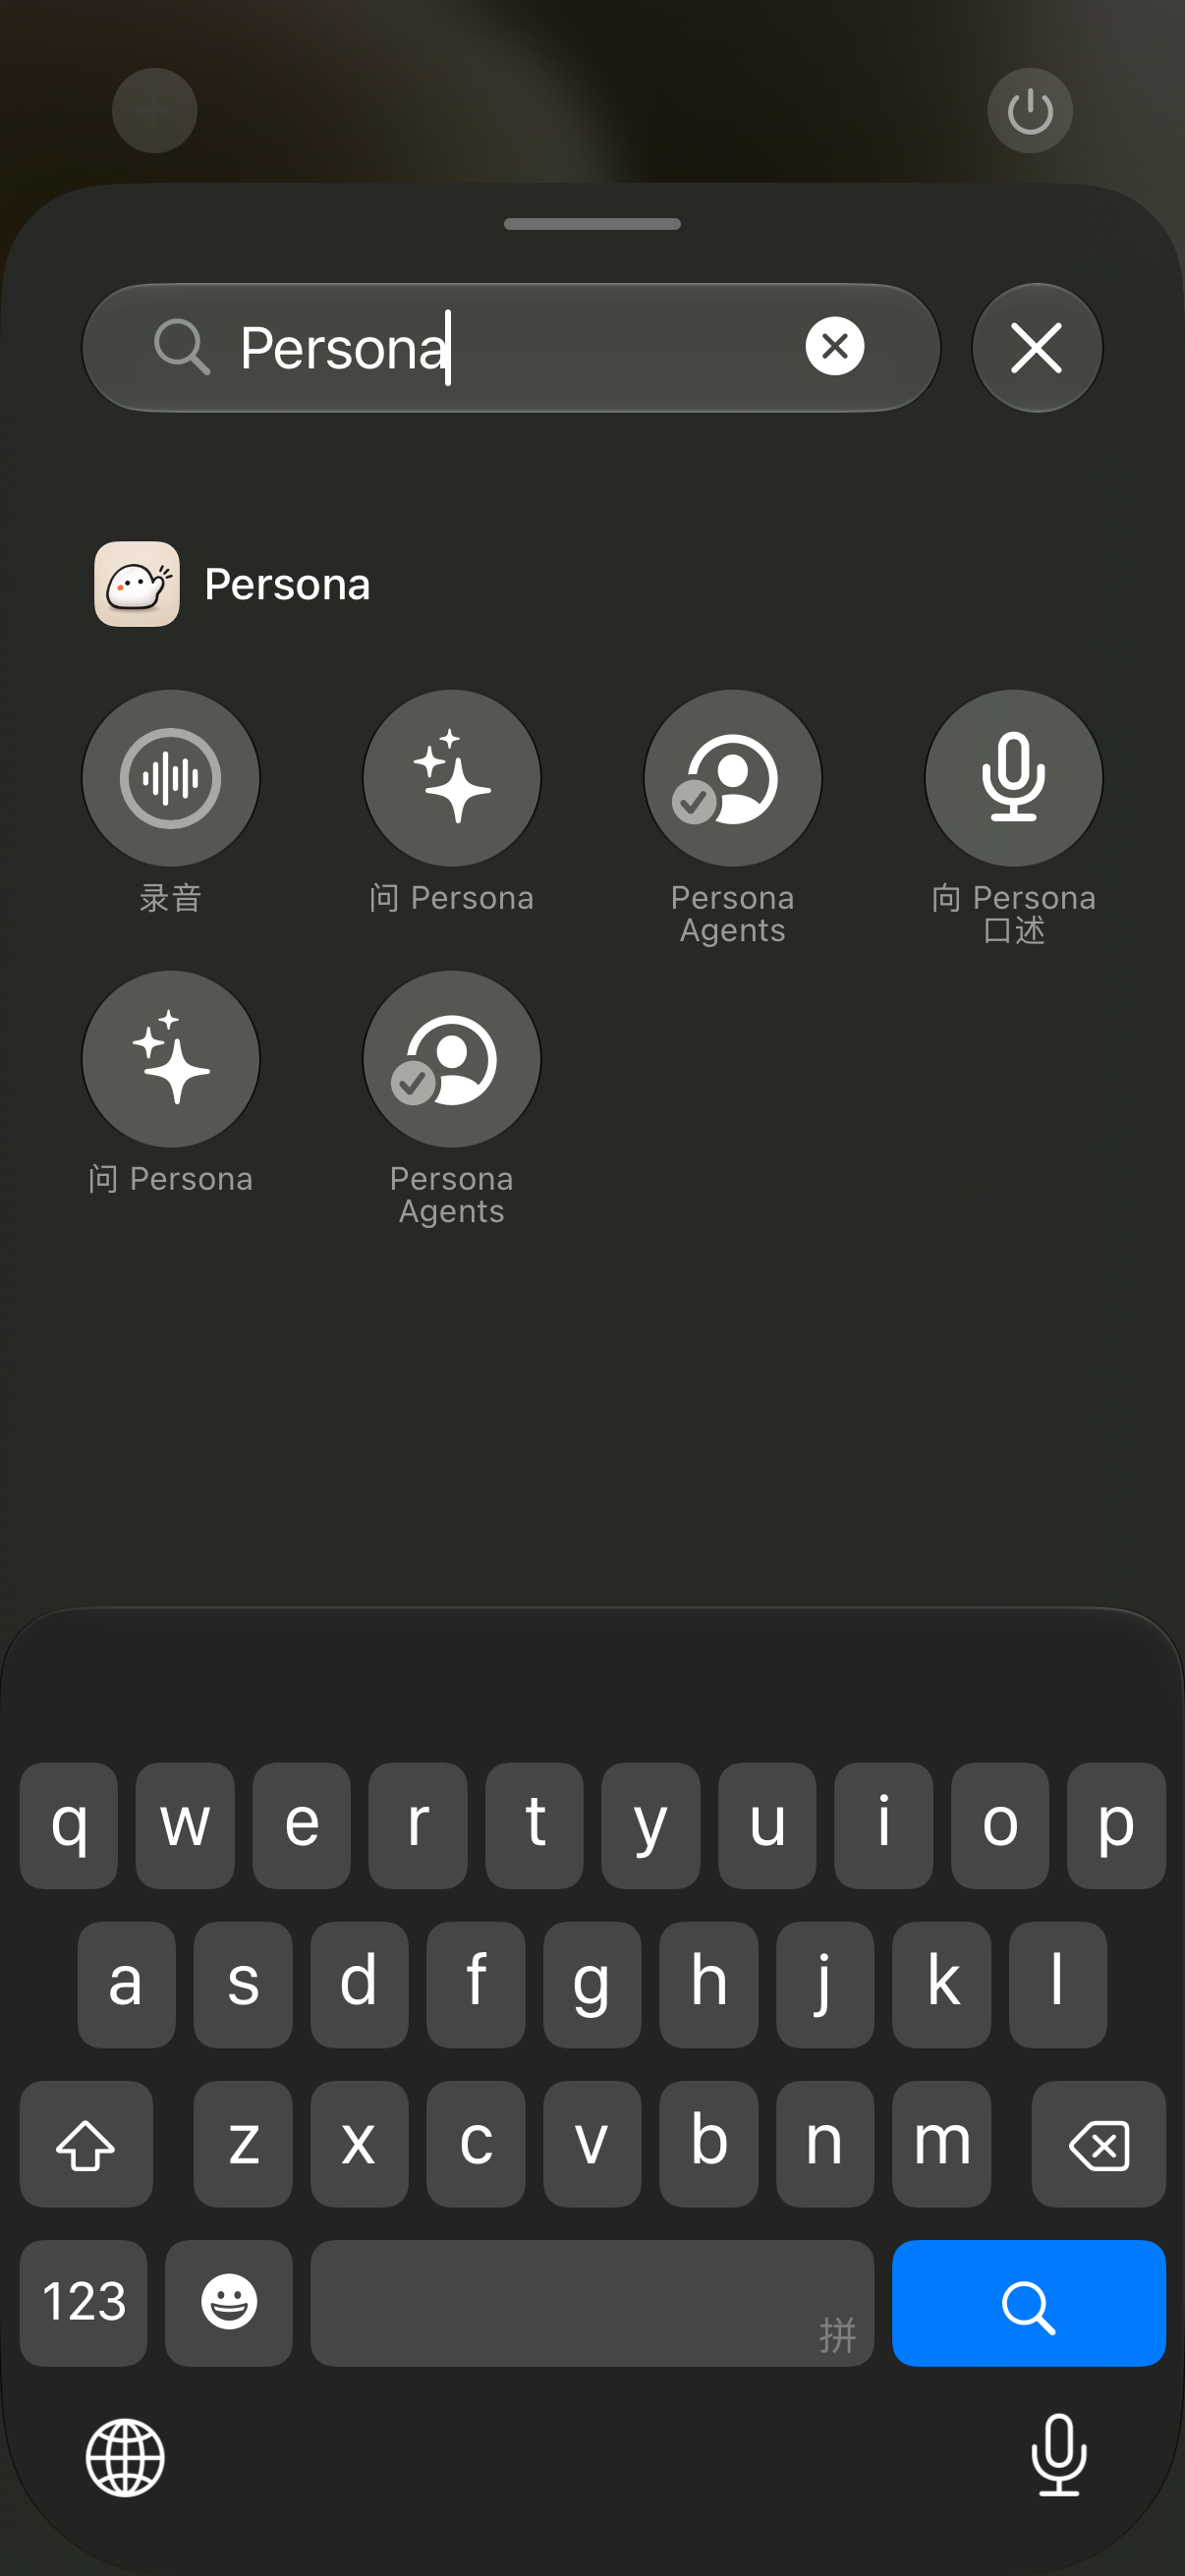 Persona
Persona
录音
问 Persona
Persona
Agents
向 Persona
口述
问 Persona
Persona
Agents
q w e r t y u i o p
a s d f g h j k l
z x c v b n m
123
拼